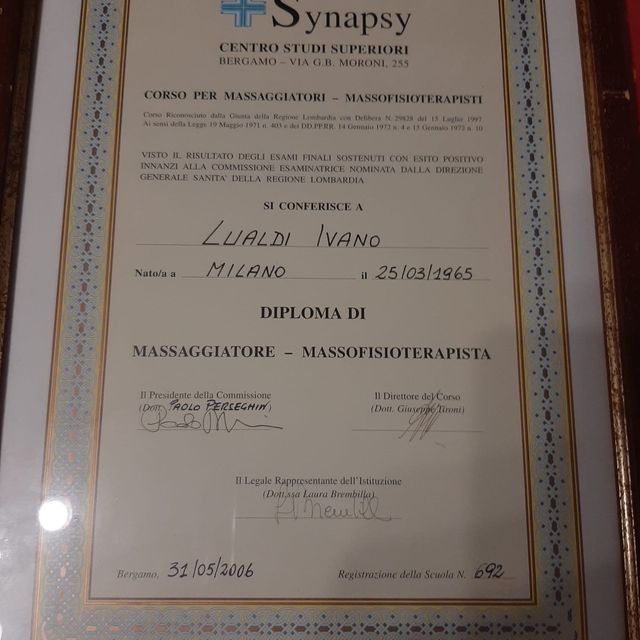 Synapsy
CENTRO STUDI SUPERIORI
BERGAMO – VIA G.B. MORONI, 255
CORSO PER MASSAGGIATORI – MASSOFISIOTERAPISTI
Corso Riconosciuto dalla Giunta della Regione Lombardia con Delibera N. 29828 del 15 Luglio 1997
Ai sensi della Legge 19 Maggio 1971 n. 403 e dei DD.PP.RR. 14 Gennaio 1972 n. 4 e 15 Gennaio 1972 n. 10
VISTO IL RISULTATO DEGLI ESAMI FINALI SOSTENUTI CON ESITO POSITIVO
INNANZI ALLA COMMISSIONE ESAMINATRICE NOMINATA DALLA DIREZIONE
GENERALE SANITA' DELLA REGIONE LOMBARDIA
SI CONFERISCE A
LUALDI IVANO
Nato/a a MILANO il 25/03/1965
DIPLOMA DI
MASSAGGIATORE – MASSOFISIOTERAPISTA
Il Presidente della Commissione Il Direttore del Corso
(Dott. PAOLO PERSEGHIN) (Dott. Giuseppe Tironi)
Il Legale Rappresentante dell'Istituzione
(Dott.ssa Laura Brembilla)
Bergamo, 31/05/2006 Registrazione della Scuola N. 692